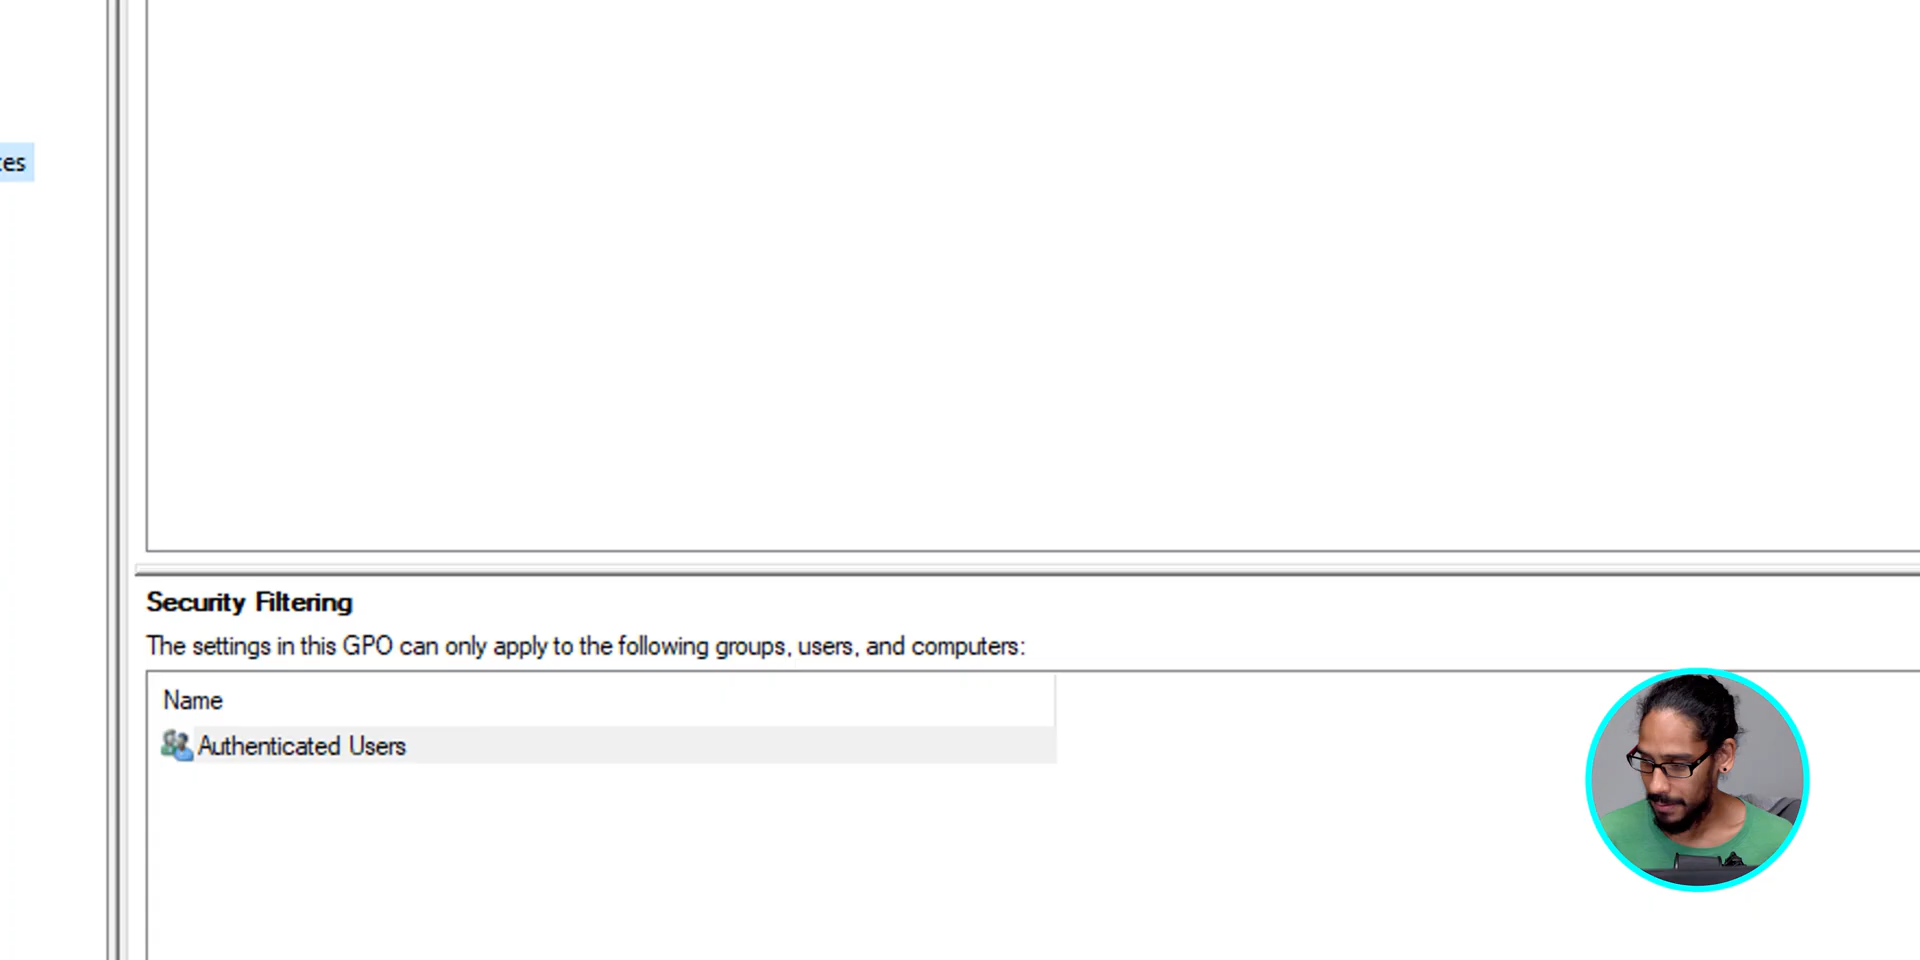 Security Filtering
The settings in this GPO can only apply to the following groups, users, and computers:
Name
Authenticated Users